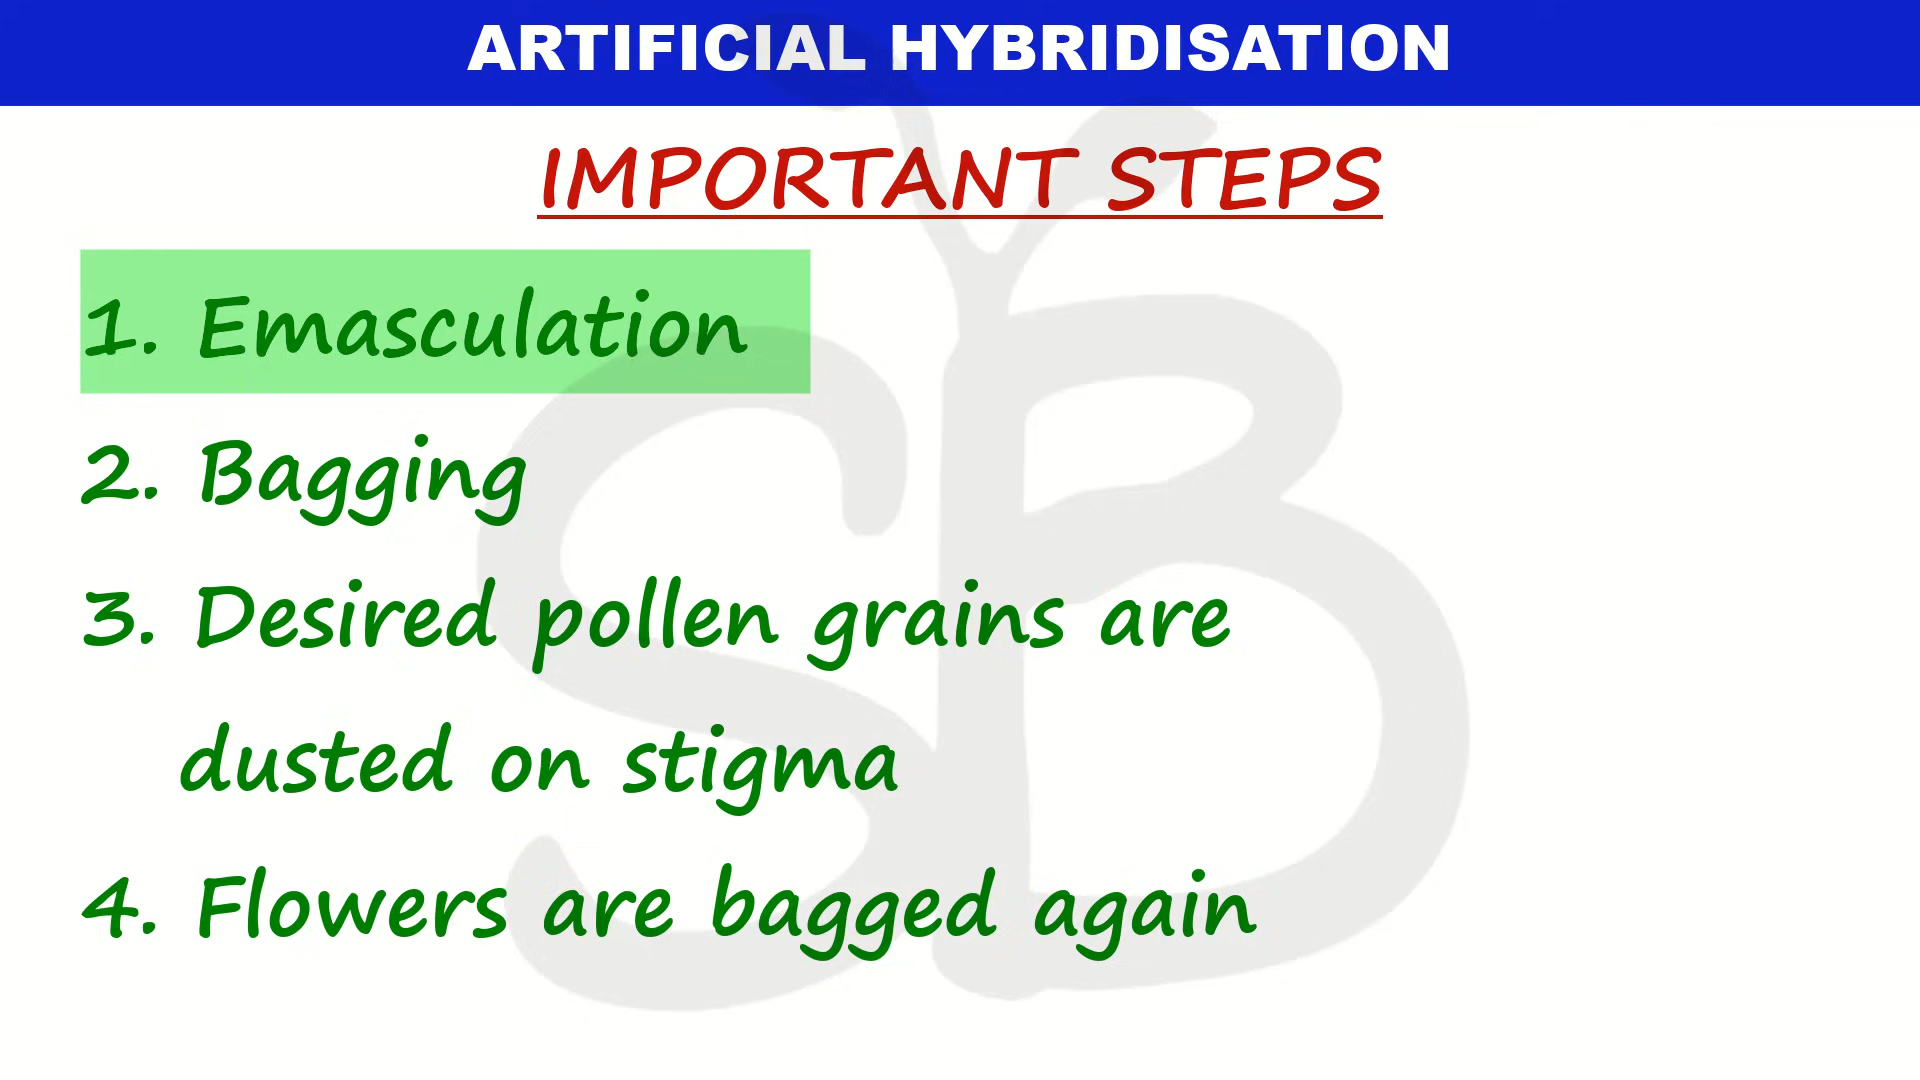 ARTIFICIAL HYBRIDISATION
IMPORTANT STEPS
1. Emasculation
2. Bagging
3. Desired pollen grains are
dusted on stigma
4. Flowers are bagged again
SB